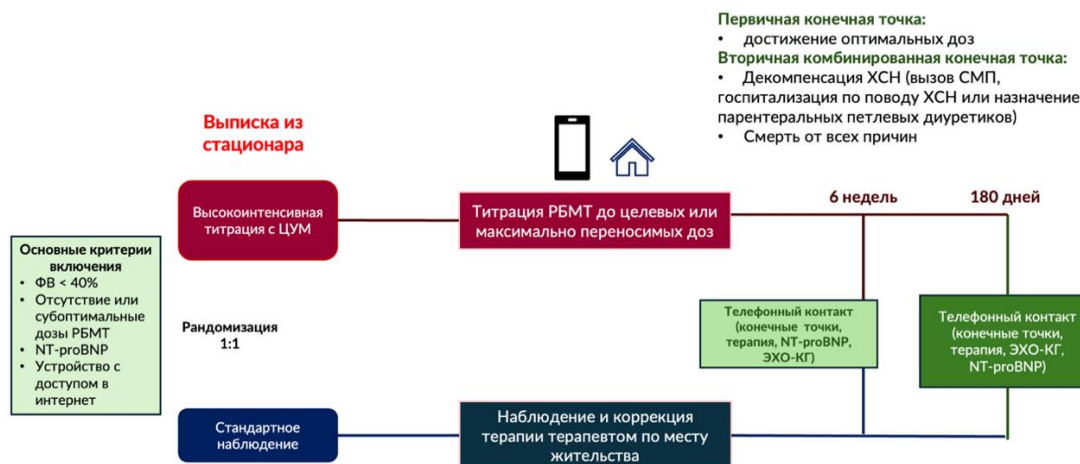 Первичная конечная точка:
• достижение оптимальных доз
Вторичная комбинированная конечная точка:
• Декомпенсация ХСН (вызов СМП,
госпитализация по поводу ХСН или назначение
парентеральных петлевых диуретиков)
• Смерть от всех причин
Выписка из
стационара
Высокоинтенсивная
титрация с ЦУМ
Титрация РБМТ до целевых или
максимально переносимых доз
6 недель
180 дней
Основные критерии
включения
• ФВ < 40%
• Отсутствие или
субоптимальные
дозы РБМТ
• NT-proBNP
• Устройство с
доступом в
интернет
Рандомизация
1:1
Телефонный контакт
(конечные точки,
терапия, NT-proBNP,
ЭХО-КГ)
Телефонный контакт
(конечные точки,
терапия, ЭХО-КГ,
NT-proBNP)
Стандартное
наблюдение
Наблюдение и коррекция
терапии терапевтом по месту
жительства